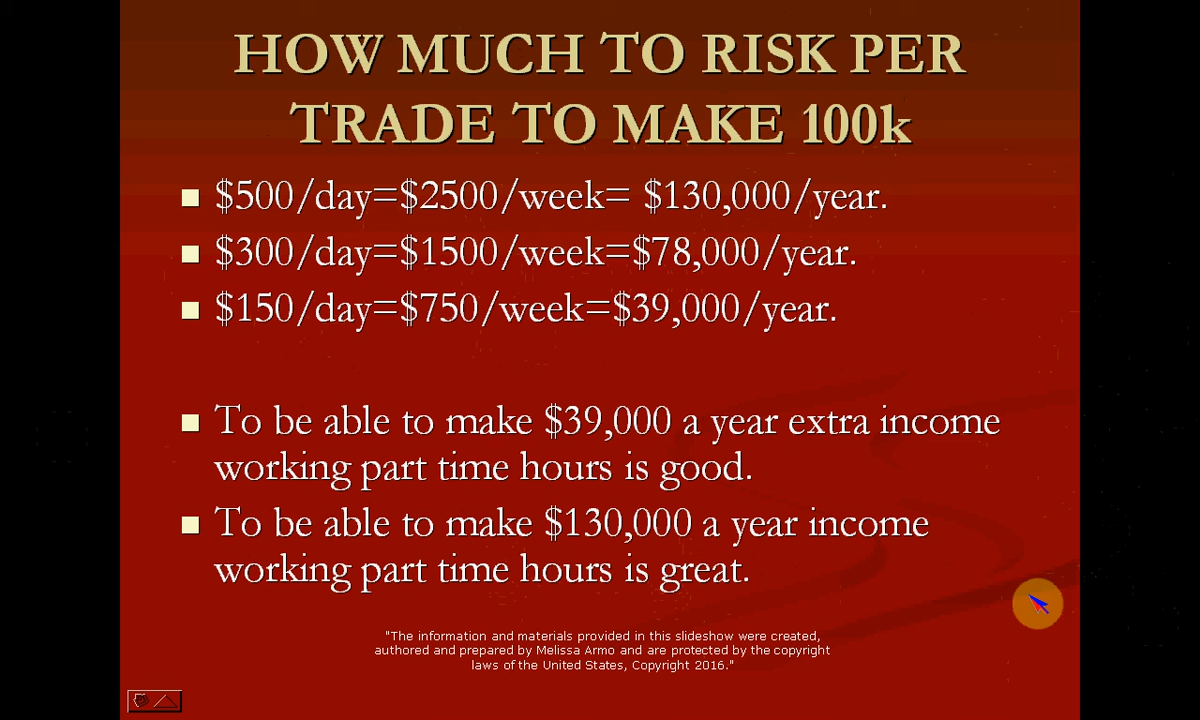 HOW MUCH TO RISK PER
TRADE TO MAKE 100k
$500/day=$2500/week= $130,000/year.
$300/day=$1500/week=$78,000/year.
$150/day=$750/week=$39,000/year.
To be able to make $39,000 a year extra income
working part time hours is good.
To be able to make $130,000 a year income
working part time hours is great.
"The information and materials provided in this slideshow were created,
authored and prepared by Melissa Armo and are protected by the copyright
laws of the United States, Copyright 2016."